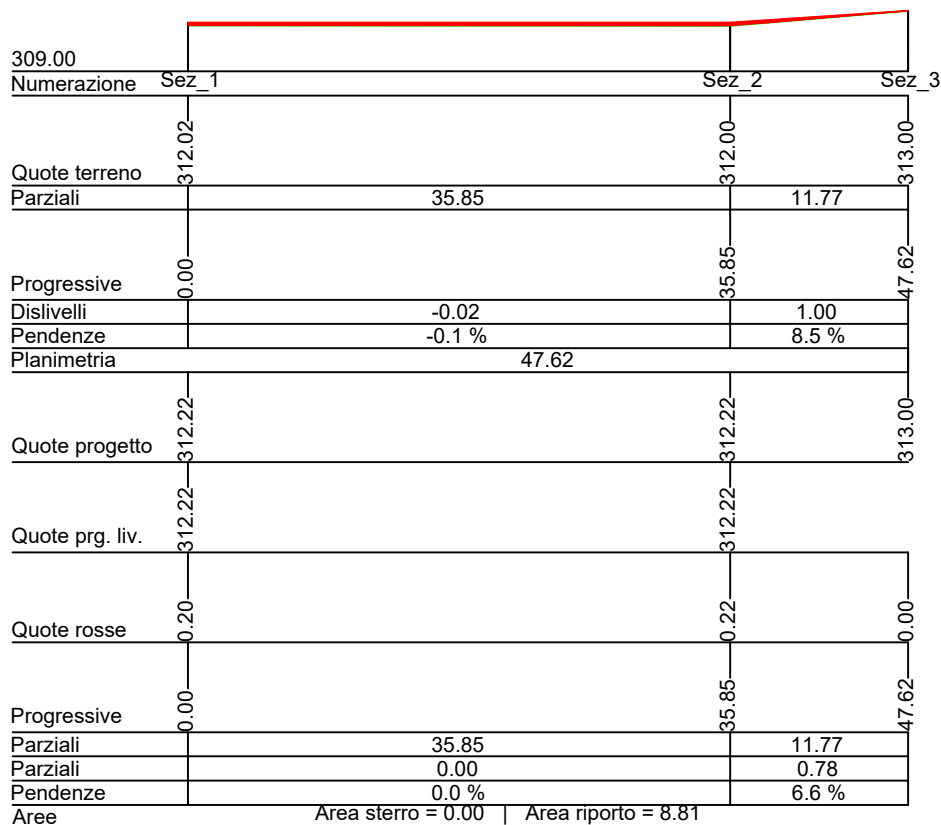 309.00
Numerazione Sez_1 Sez_2 Sez_3
Quote terreno 312.02 312.00 313.00
Parziali 35.85 11.77
Progressive 0.00 35.85 47.62
Dislivelli -0.02 1.00
Pendenze -0.1 % 8.5 %
Planimetria 47.62
Quote progetto 312.22 312.22 313.00
Quote prg. liv. 312.22 312.22
Quote rosse 0.20 0.22 0.00
Progressive 0.00 35.85 47.62
Parziali 35.85 11.77
Parziali 0.00 0.78
Pendenze 0.0 % 6.6 %
Aree Area sterro = 0.00 | Area riporto = 8.81